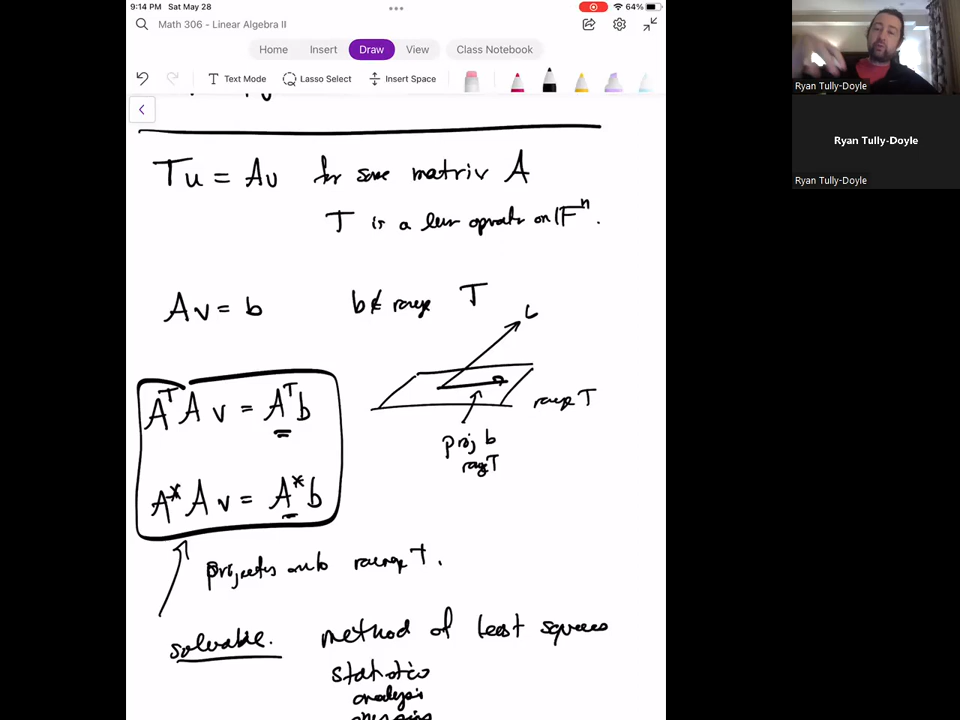 9:14 PM Sat May 28
64%
Math 306 - Linear Algebra II
Home Insert Draw View Class Notebook
Text Mode Lasso Select Insert Space
Tu = Av for some matrix A
T is a linear operator on F^n.
Av = b b ∉ range T
b
range T
proj b
rangT
A^T A v = A^T b
A* A v = A* b
projects onto range T.
solvable. method of least squares
statistics
analysis
Ryan Tully-Doyle
Ryan Tully-Doyle
Ryan Tully-Doyle